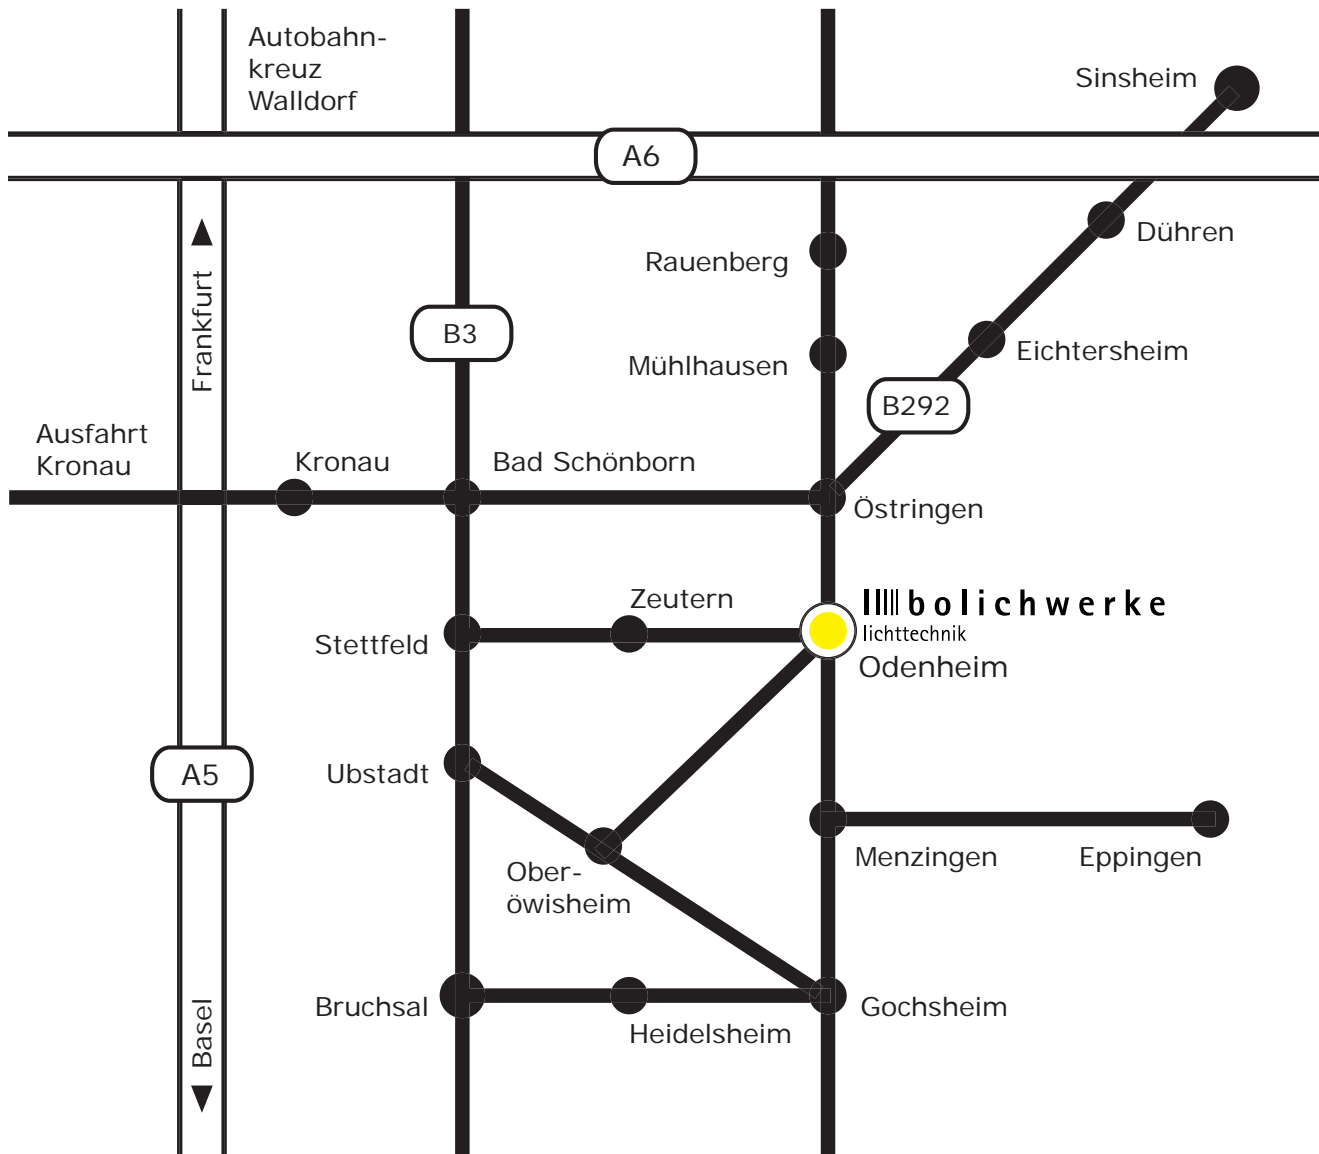 Autobahn-
kreuz
Walldorf
Sinsheim
A6
Dühren
Rauenberg
Frankfurt
B3
Eichtersheim
Mühlhausen
B292
Ausfahrt
Kronau
Kronau
Bad Schönborn
Östringen
Zeutern
bolichwerke
lichttechnik
Stettfeld
Odenheim
A5
Ubstadt
Menzingen
Eppingen
Ober-
öwisheim
Bruchsal
Gochsheim
Heidelsheim
Basel